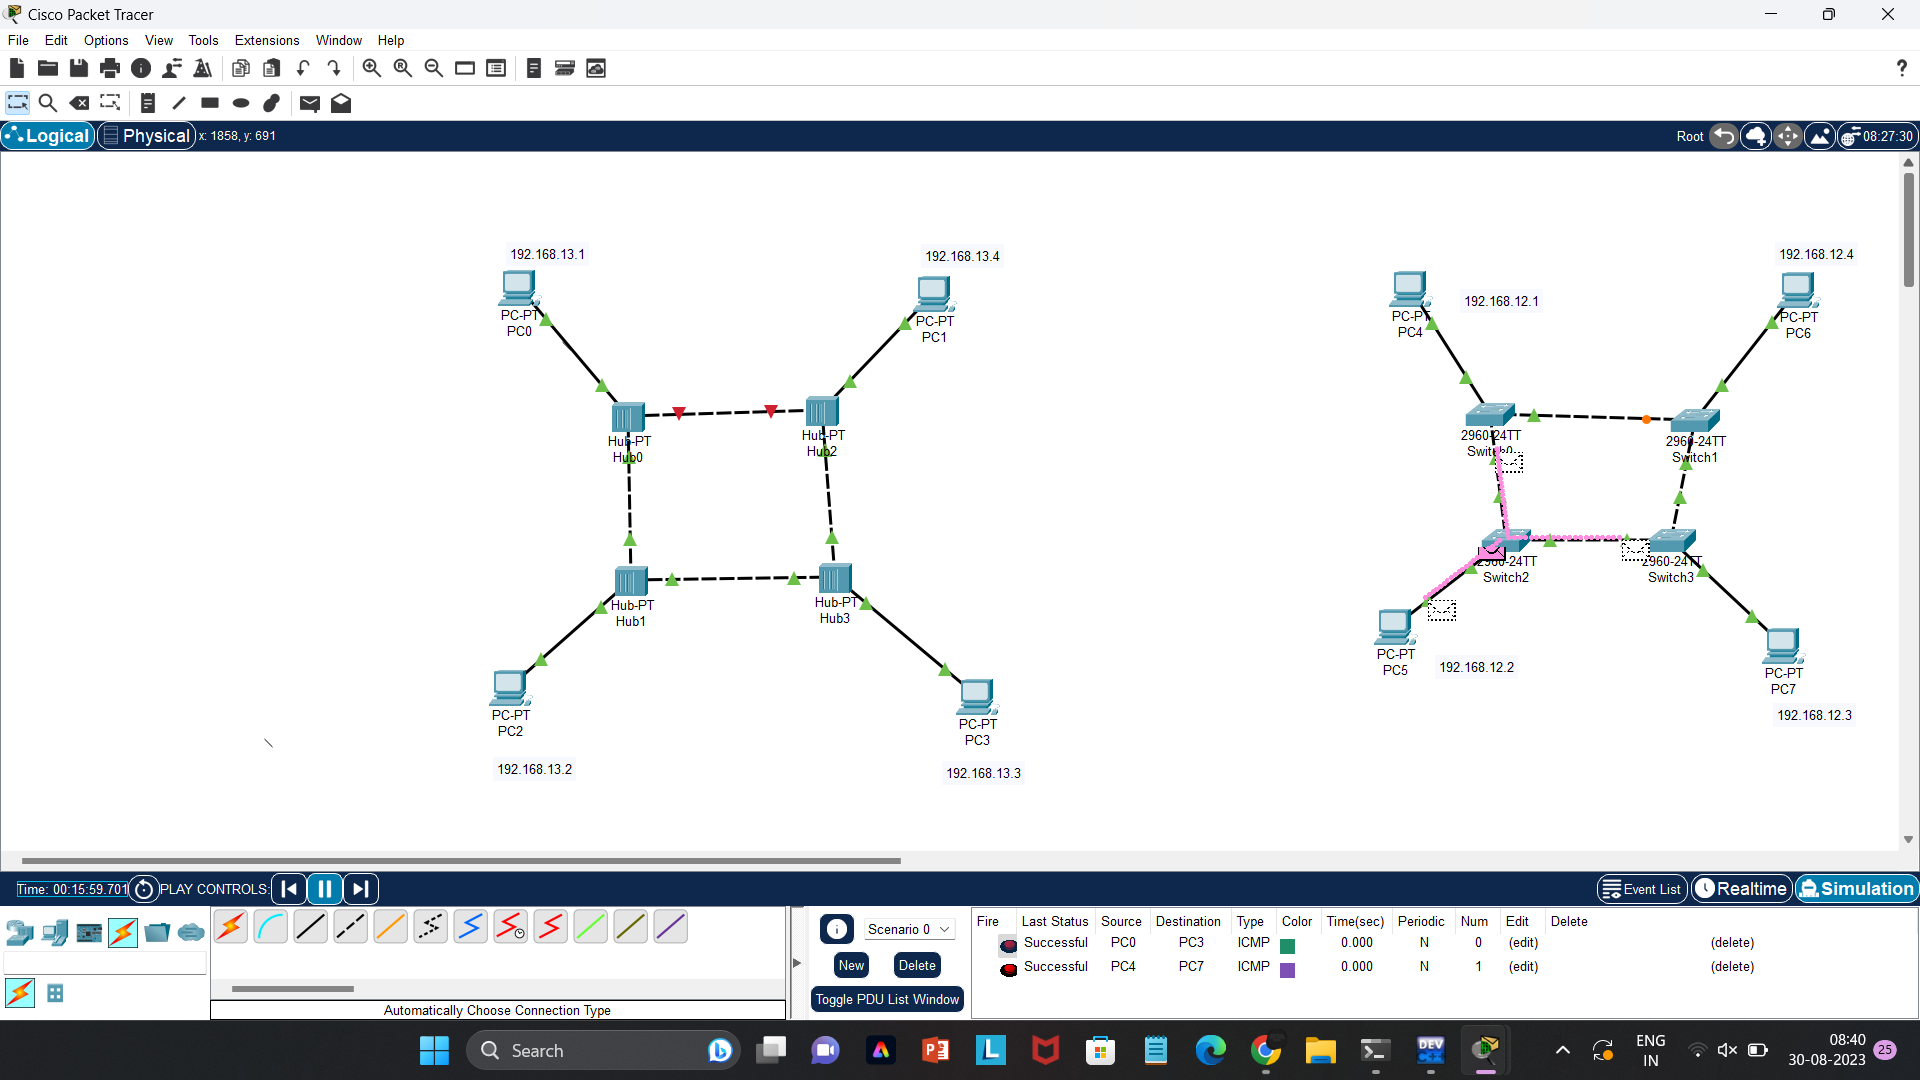 Cisco Packet Tracer
File Edit Options View Tools Extensions Window Help
Logical Physical x: 1858, y: 691 Root 08:27:30
192.168.13.1
192.168.13.4
192.168.12.4
192.168.12.1
PC-PT
PC0
PC-PT
PC1
PC-PT
PC4
PC-PT
PC6
Hub-PT
Hub0
Hub-PT
Hub2
2960-24TT
Switch0
2960-24TT
Switch1
Hub-PT
Hub1
Hub-PT
Hub3
2960-24TT
Switch2
2960-24TT
Switch3
PC-PT
PC5
192.168.12.2
PC-PT
PC7
192.168.12.3
PC-PT
PC2
PC-PT
PC3
192.168.13.2
192.168.13.3
Time: 00:15:59.701 PLAY CONTROLS: Event List Realtime Simulation
Scenario 0
New Delete
Toggle PDU List Window
Fire Last Status Source Destination Type Color Time(sec) Periodic Num Edit Delete
Successful PC0 PC3 ICMP 0.000 N 0 (edit) (delete)
Successful PC4 PC7 ICMP 0.000 N 1 (edit) (delete)
Automatically Choose Connection Type
Search
DEV
ENG
IN
08:40
30-08-2023
25